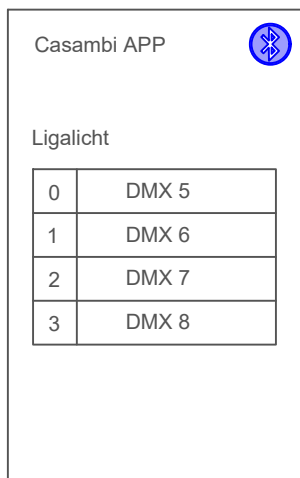 Casambi APP
Ligalicht
0 DMX 5
1 DMX 6
2 DMX 7
3 DMX 8